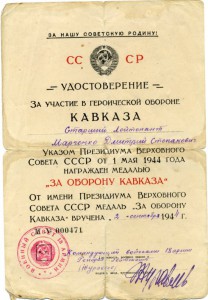 ЗА НАШУ СОВЕТСКУЮ РОДИНУ!
СС СР
УДОСТОВЕРЕНИЕ
ЗА УЧАСТИЕ В ГЕРОИЧЕСКОЙ ОБОРОНЕ
КАВКАЗА
Старший Лейтенант
Марченко Дмитрий Степанович
УКАЗОМ ПРЕЗИДИУМА ВЕРХОВНОГО
СОВЕТА СССР ОТ 1 МАЯ 1944 ГОДА
НАГРАЖДЕН МЕДАЛЬЮ
„ЗА ОБОРОНУ КАВКАЗА"
ОТ ИМЕНИ ПРЕЗИДИУМА ВЕРХОВНОГО
СОВЕТА СССР МЕДАЛЬ „ЗА ОБОРОНУ
КАВКАЗА" ВРУЧЕНА 2 сентября 194
000471